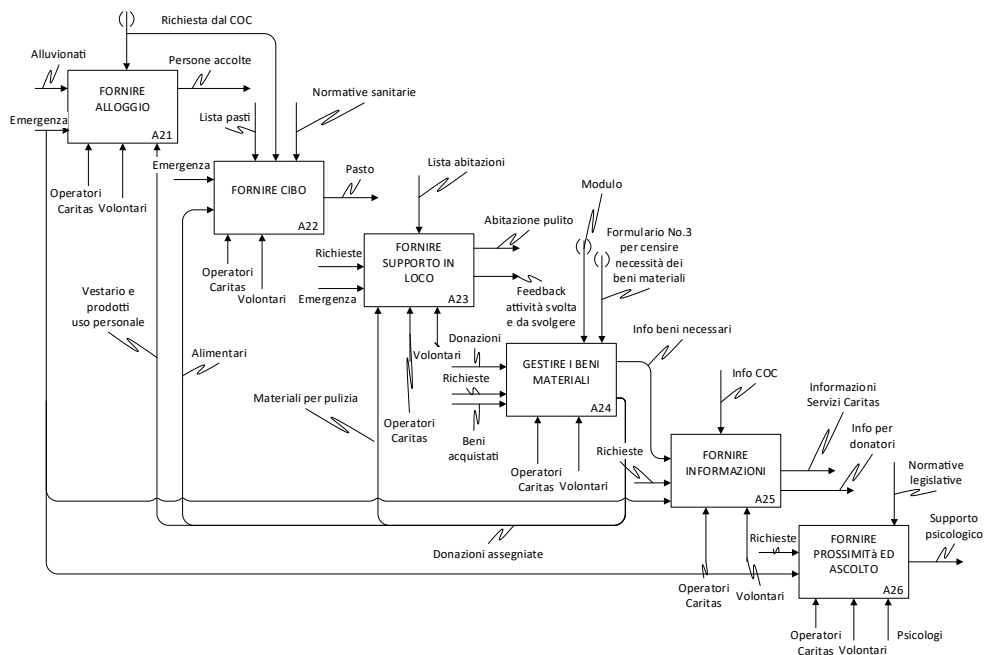 Richiesta dal COC
Alluvionati
Persone accolte
FORNIRE
ALLOGGIO
A21
Emergenza
Operatori
Caritas
Volontari
Lista pasti
Normative sanitarie
Emergenza
FORNIRE CIBO
A22
Pasto
Operatori
Caritas
Volontari
Lista abitazioni
Richieste
Emergenza
FORNIRE
SUPPORTO IN
LOCO
A23
Abitazione pulito
Feedback
attività svolta
e da svolgere
Volontari
Operatori
Caritas
Vestario e
prodotti
uso personale
Alimentari
Materiali per pulizia
Modulo
Formulario No.3
per censire
necessità dei
beni materiali
Donazioni
Richieste
Beni
acquistati
GESTIRE I BENI
MATERIALI
A24
Info beni necessari
Operatori
Caritas
Volontari
Info COC
Richieste
FORNIRE
INFORMAZIONI
A25
Informazioni
Servizi Caritas
Info per
donatori
Operatori
Caritas
Volontari
Donazioni assegniate
Normative
legislative
Richieste
FORNIRE
PROSSIMITà ED
ASCOLTO
A26
Supporto
psicologico
Operatori
Caritas
Volontari
Psicologi